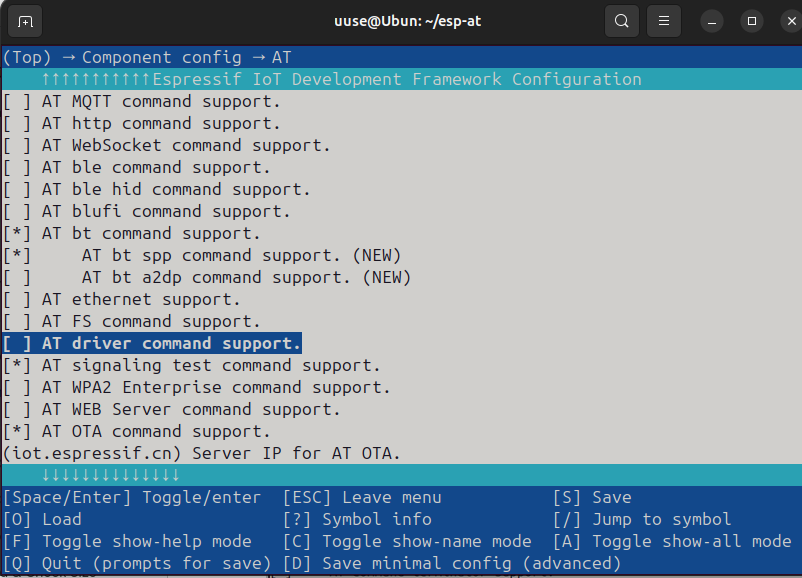 uuse@Ubun: ~/esp-at
(Top) → Component config → AT
↑↑↑↑↑↑↑↑↑↑↑Espressif IoT Development Framework Configuration
[ ] AT MQTT command support.
[ ] AT http command support.
[ ] AT WebSocket command support.
[ ] AT ble command support.
[ ] AT ble hid command support.
[ ] AT blufi command support.
[*] AT bt command support.
[*]     AT bt spp command support. (NEW)
[ ]     AT bt a2dp command support. (NEW)
[ ] AT ethernet support.
[ ] AT FS command support.
[ ] AT driver command support.
[*] AT signaling test command support.
[ ] AT WPA2 Enterprise command support.
[ ] AT WEB Server command support.
[*] AT OTA command support.
(iot.espressif.cn) Server IP for AT OTA.
↓↓↓↓↓↓↓↓↓↓↓↓↓↓
[Space/Enter] Toggle/enter  [ESC] Leave menu           [S] Save
[O] Load                    [?] Symbol info            [/] Jump to symbol
[F] Toggle show-help mode   [C] Toggle show-name mode  [A] Toggle show-all mode
[Q] Quit (prompts for save) [D] Save minimal config (advanced)